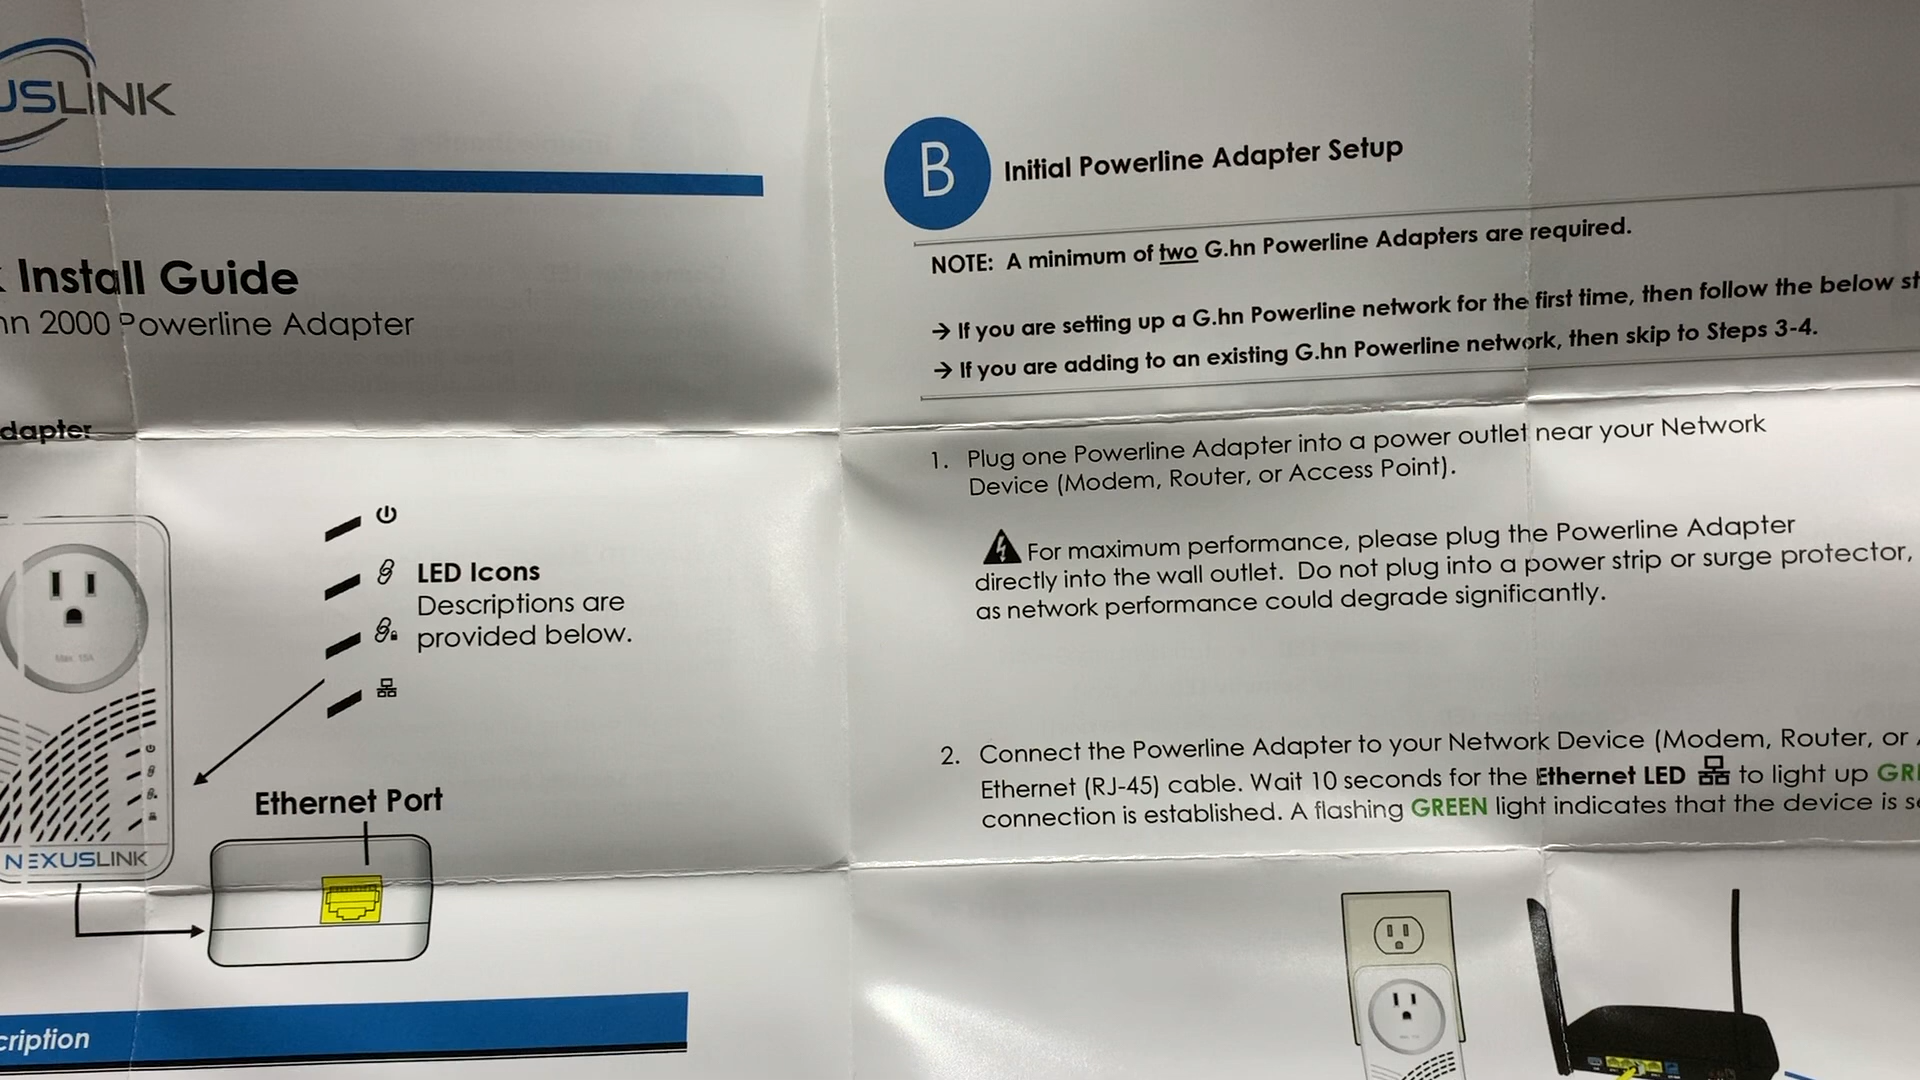 USLINK
Install Guide
hn 2000 Powerline Adapter
dapter
LED Icons
Descriptions are
provided below.
Max. 15A
NEXUSLINK
Ethernet Port
cription
B
Initial Powerline Adapter Setup
NOTE: A minimum of two G.hn Powerline Adapters are required.
→ If you are setting up a G.hn Powerline network for the first time, then follow the below st
→ If you are adding to an existing G.hn Powerline network, then skip to Steps 3-4.
1. Plug one Powerline Adapter into a power outlet near your Network
Device (Modem, Router, or Access Point).
For maximum performance, please plug the Powerline Adapter
directly into the wall outlet. Do not plug into a power strip or surge protector,
as network performance could degrade significantly.
2. Connect the Powerline Adapter to your Network Device (Modem, Router, or A
Ethernet (RJ-45) cable. Wait 10 seconds for the Ethernet LED to light up GRE
connection is established. A flashing GREEN light indicates that the device is se